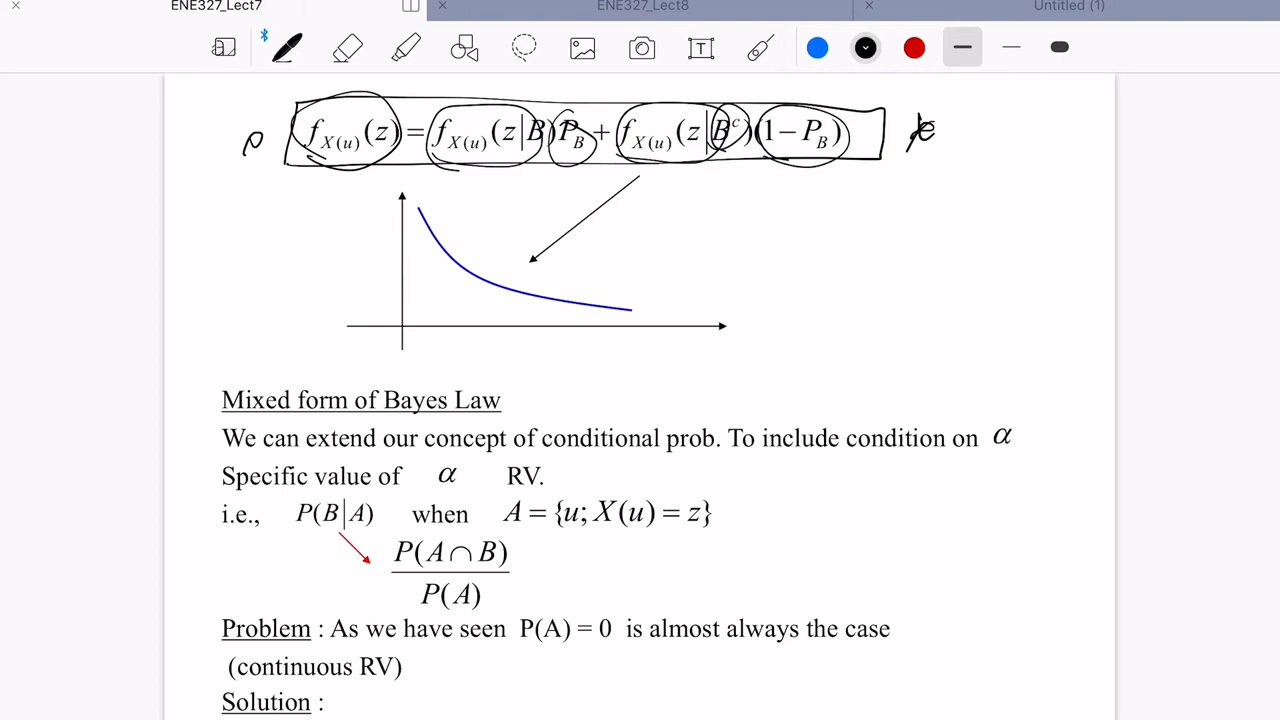 ENE327_Lect7 ENE327_Lect8 Untitled (1)
f_{X(u)}(z) = f_{X(u)}(z|B)P_B + f_{X(u)}(z|B^c)(1 − P_B)
Mixed form of Bayes Law
We can extend our concept of conditional prob. To include condition on α
Specific value of α RV.
i.e., P(B|A) when A = {u; X(u) = z}
P(A ∩ B)
P(A)
Problem : As we have seen P(A) = 0 is almost always the case
(continuous RV)
Solution :